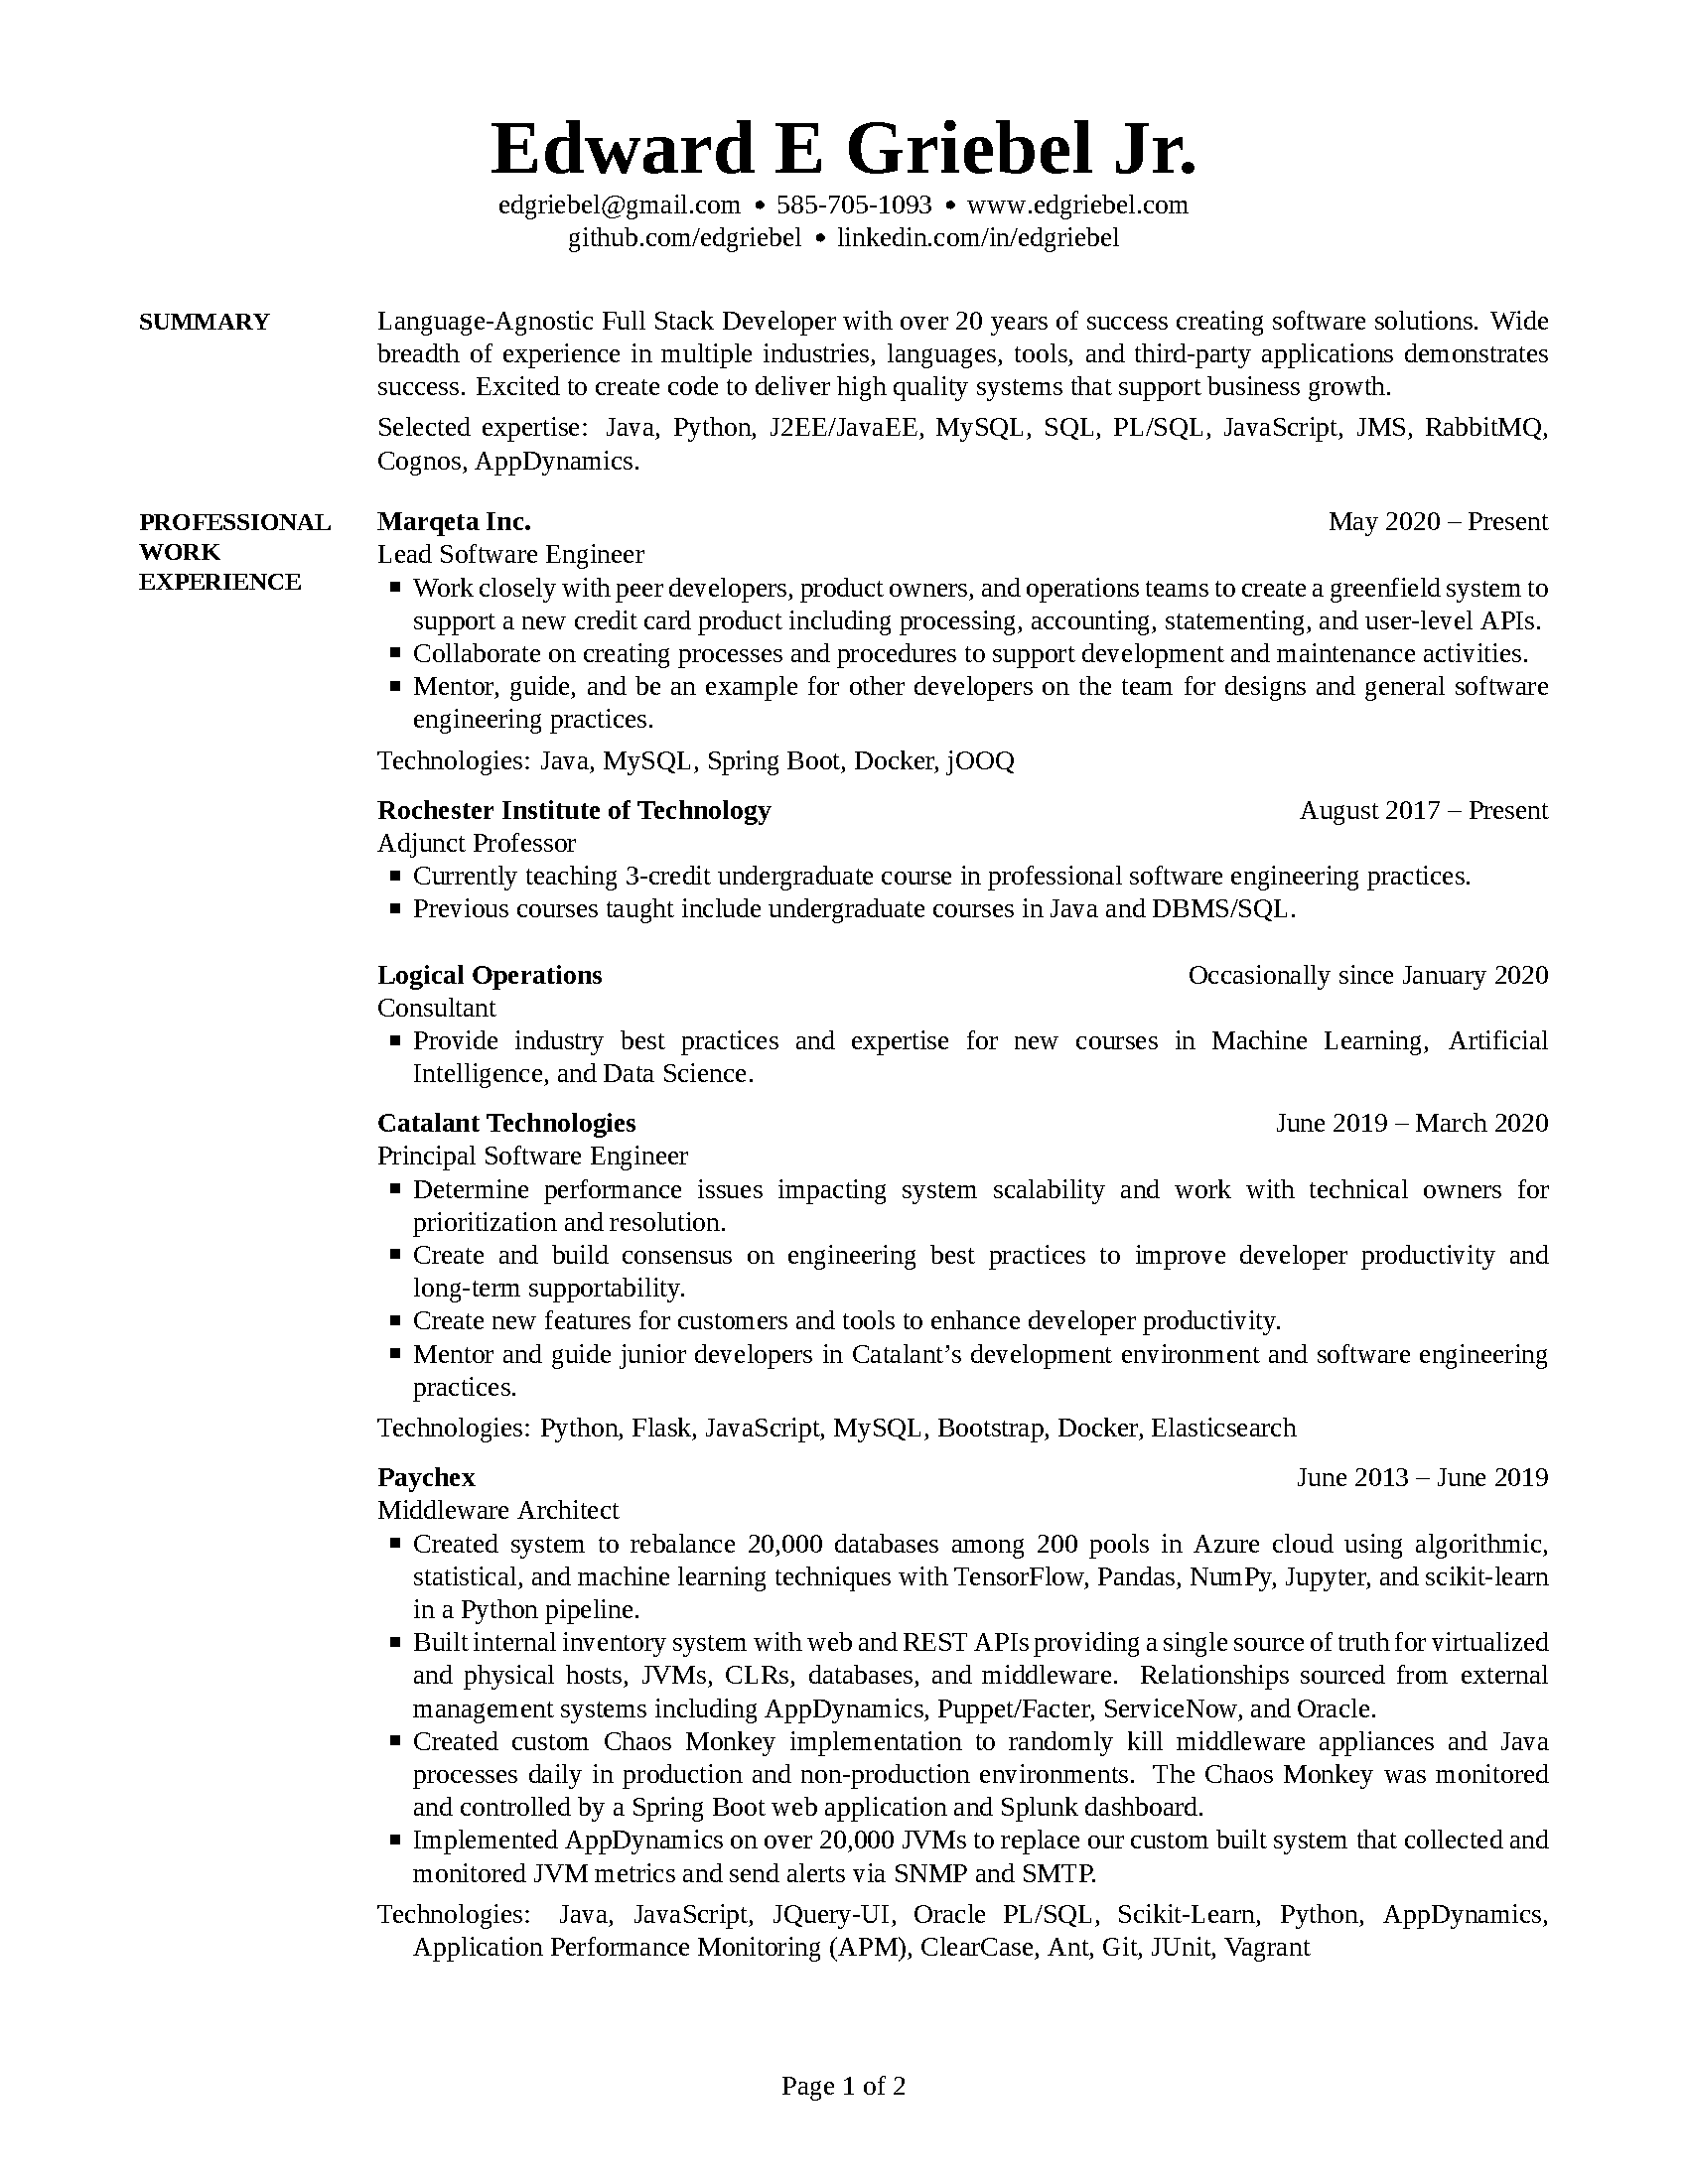 Edward E Griebel Jr.
edgriebel@gmail.com • 585-705-1093 • www.edgriebel.com
github.com/edgriebel • linkedin.com/in/edgriebel
SUMMARY
Language-Agnostic Full Stack Developer with over 20 years of success creating software solutions. Wide
breadth of experience in multiple industries, languages, tools, and third-party applications demonstrates
success. Excited to create code to deliver high quality systems that support business growth.
Selected expertise: Java, Python, J2EE/JavaEE, MySQL, SQL, PL/SQL, JavaScript, JMS, RabbitMQ,
Cognos, AppDynamics.
PROFESSIONAL
WORK
EXPERIENCE
Marqeta Inc. May 2020 – Present
Lead Software Engineer
▪ Work closely with peer developers, product owners, and operations teams to create a greenfield system to
support a new credit card product including processing, accounting, statementing, and user-level APIs.
▪ Collaborate on creating processes and procedures to support development and maintenance activities.
▪ Mentor, guide, and be an example for other developers on the team for designs and general software
engineering practices.
Technologies: Java, MySQL, Spring Boot, Docker, jOOQ
Rochester Institute of Technology August 2017 – Present
Adjunct Professor
▪ Currently teaching 3-credit undergraduate course in professional software engineering practices.
▪ Previous courses taught include undergraduate courses in Java and DBMS/SQL.
Logical Operations Occasionally since January 2020
Consultant
▪ Provide industry best practices and expertise for new courses in Machine Learning, Artificial
Intelligence, and Data Science.
Catalant Technologies June 2019 – March 2020
Principal Software Engineer
▪ Determine performance issues impacting system scalability and work with technical owners for
prioritization and resolution.
▪ Create and build consensus on engineering best practices to improve developer productivity and
long-term supportability.
▪ Create new features for customers and tools to enhance developer productivity.
▪ Mentor and guide junior developers in Catalant’s development environment and software engineering
practices.
Technologies: Python, Flask, JavaScript, MySQL, Bootstrap, Docker, Elasticsearch
Paychex June 2013 – June 2019
Middleware Architect
▪ Created system to rebalance 20,000 databases among 200 pools in Azure cloud using algorithmic,
statistical, and machine learning techniques with TensorFlow, Pandas, NumPy, Jupyter, and scikit-learn
in a Python pipeline.
▪ Built internal inventory system with web and REST APIs providing a single source of truth for virtualized
and physical hosts, JVMs, CLRs, databases, and middleware. Relationships sourced from external
management systems including AppDynamics, Puppet/Facter, ServiceNow, and Oracle.
▪ Created custom Chaos Monkey implementation to randomly kill middleware appliances and Java
processes daily in production and non-production environments. The Chaos Monkey was monitored
and controlled by a Spring Boot web application and Splunk dashboard.
▪ Implemented AppDynamics on over 20,000 JVMs to replace our custom built system that collected and
monitored JVM metrics and send alerts via SNMP and SMTP.
Technologies: Java, JavaScript, JQuery-UI, Oracle PL/SQL, Scikit-Learn, Python, AppDynamics,
Application Performance Monitoring (APM), ClearCase, Ant, Git, JUnit, Vagrant
Page 1 of 2